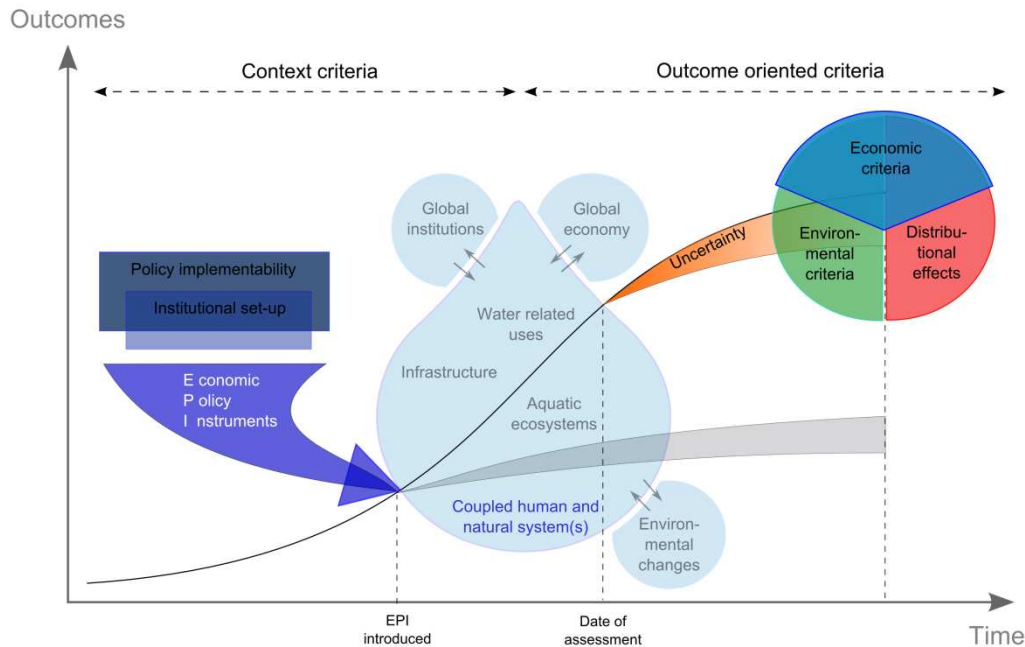 Outcomes
Context criteria
Outcome oriented criteria
Economic
criteria
Global
institutions
Global
economy
Uncertainty
Environ-
mental
criteria
Distribu-
tional
effects
Policy implementability
Institutional set-up
Water related
uses
Infrastructure
E conomic
P olicy
I nstruments
Aquatic
ecosystems
Coupled human and
natural system(s)
Environ-
mental
changes
EPI
introduced
Date of
assessment
Time